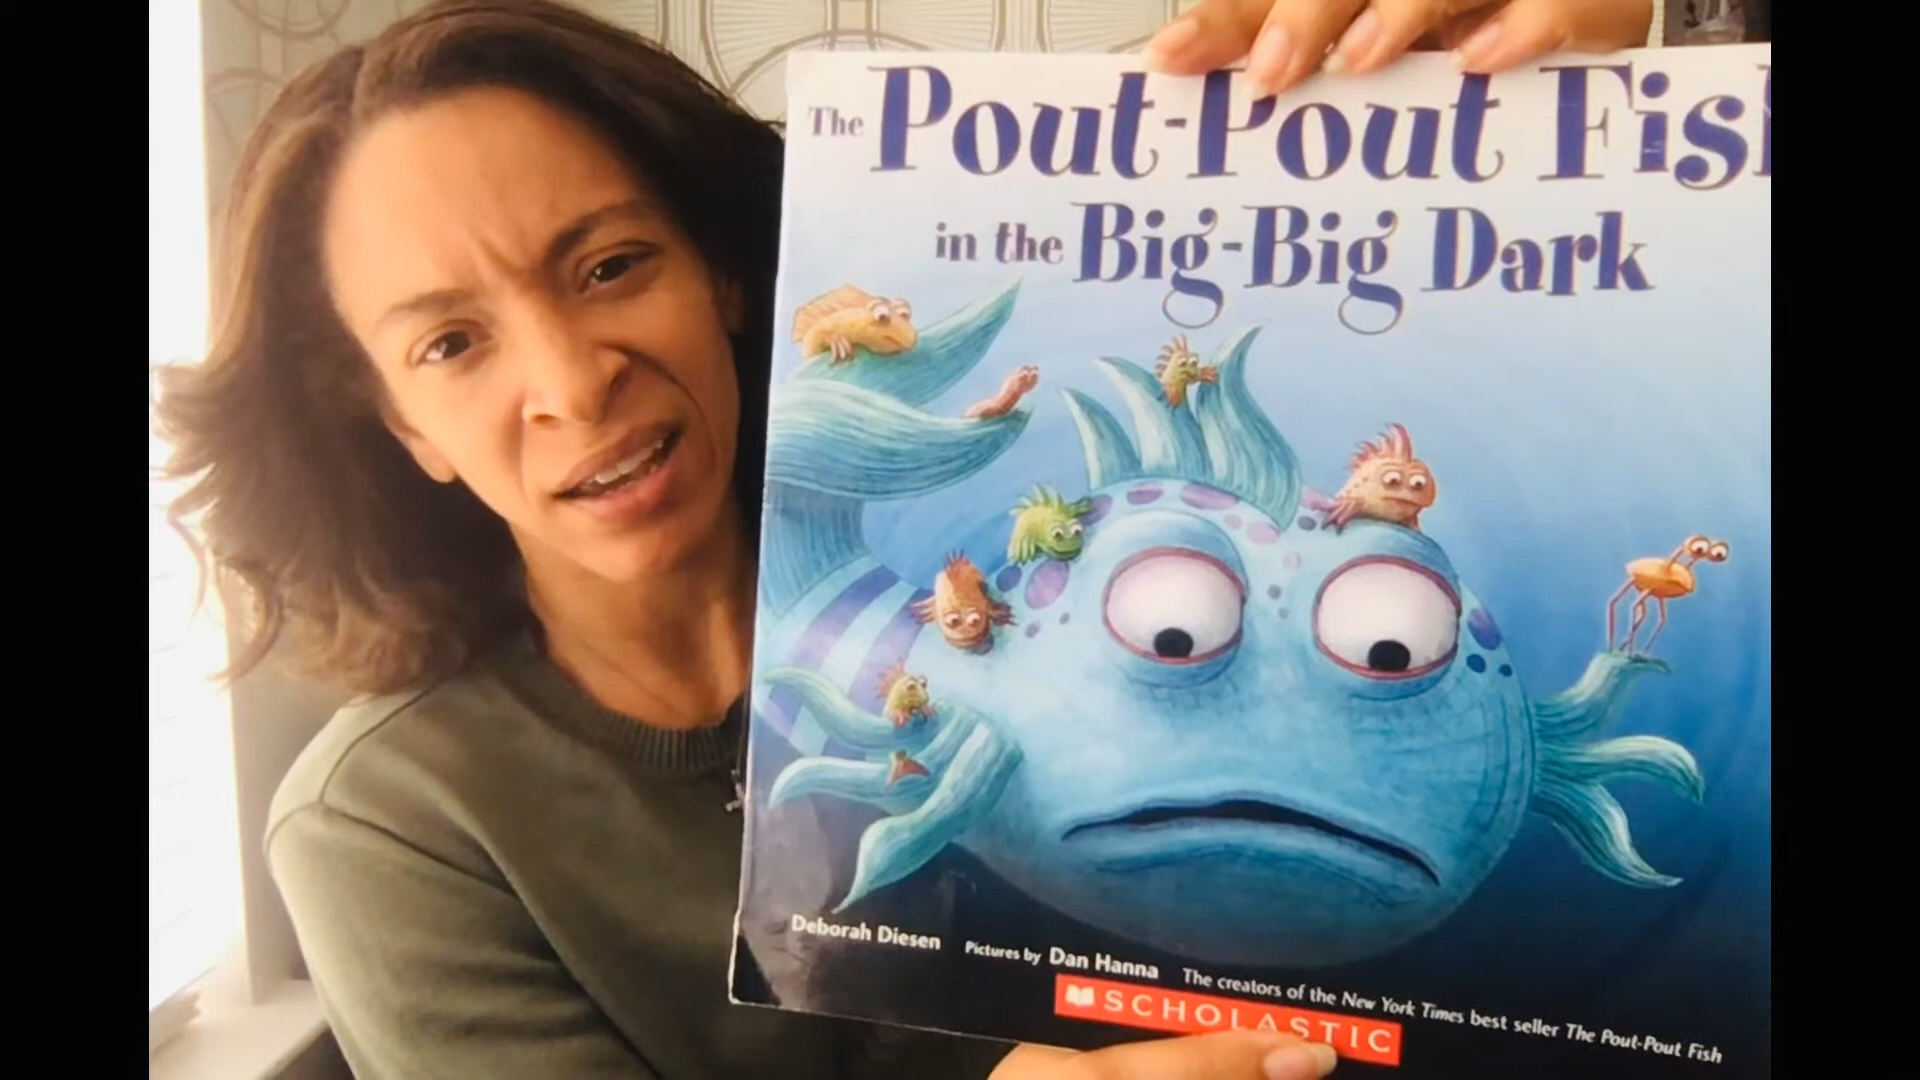 The Pout-Pout Fis
in the Big-Big Dark
Deborah Diesen Pictures by Dan Hanna The creators of the New York Times best seller The Pout-Pout Fish
SCHOLASTIC